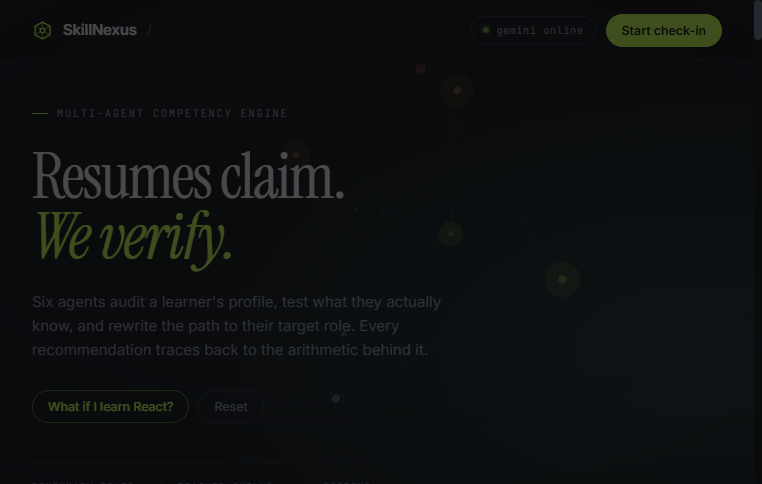 SkillNexus /
gemini online
Start check-in
MULTI-AGENT COMPETENCY ENGINE
Resumes claim.
We verify.
Six agents audit a learner's profile, test what they actually
know, and rewrite the path to their target role. Every
recommendation traces back to the arithmetic behind it.
What if I learn React?
Reset